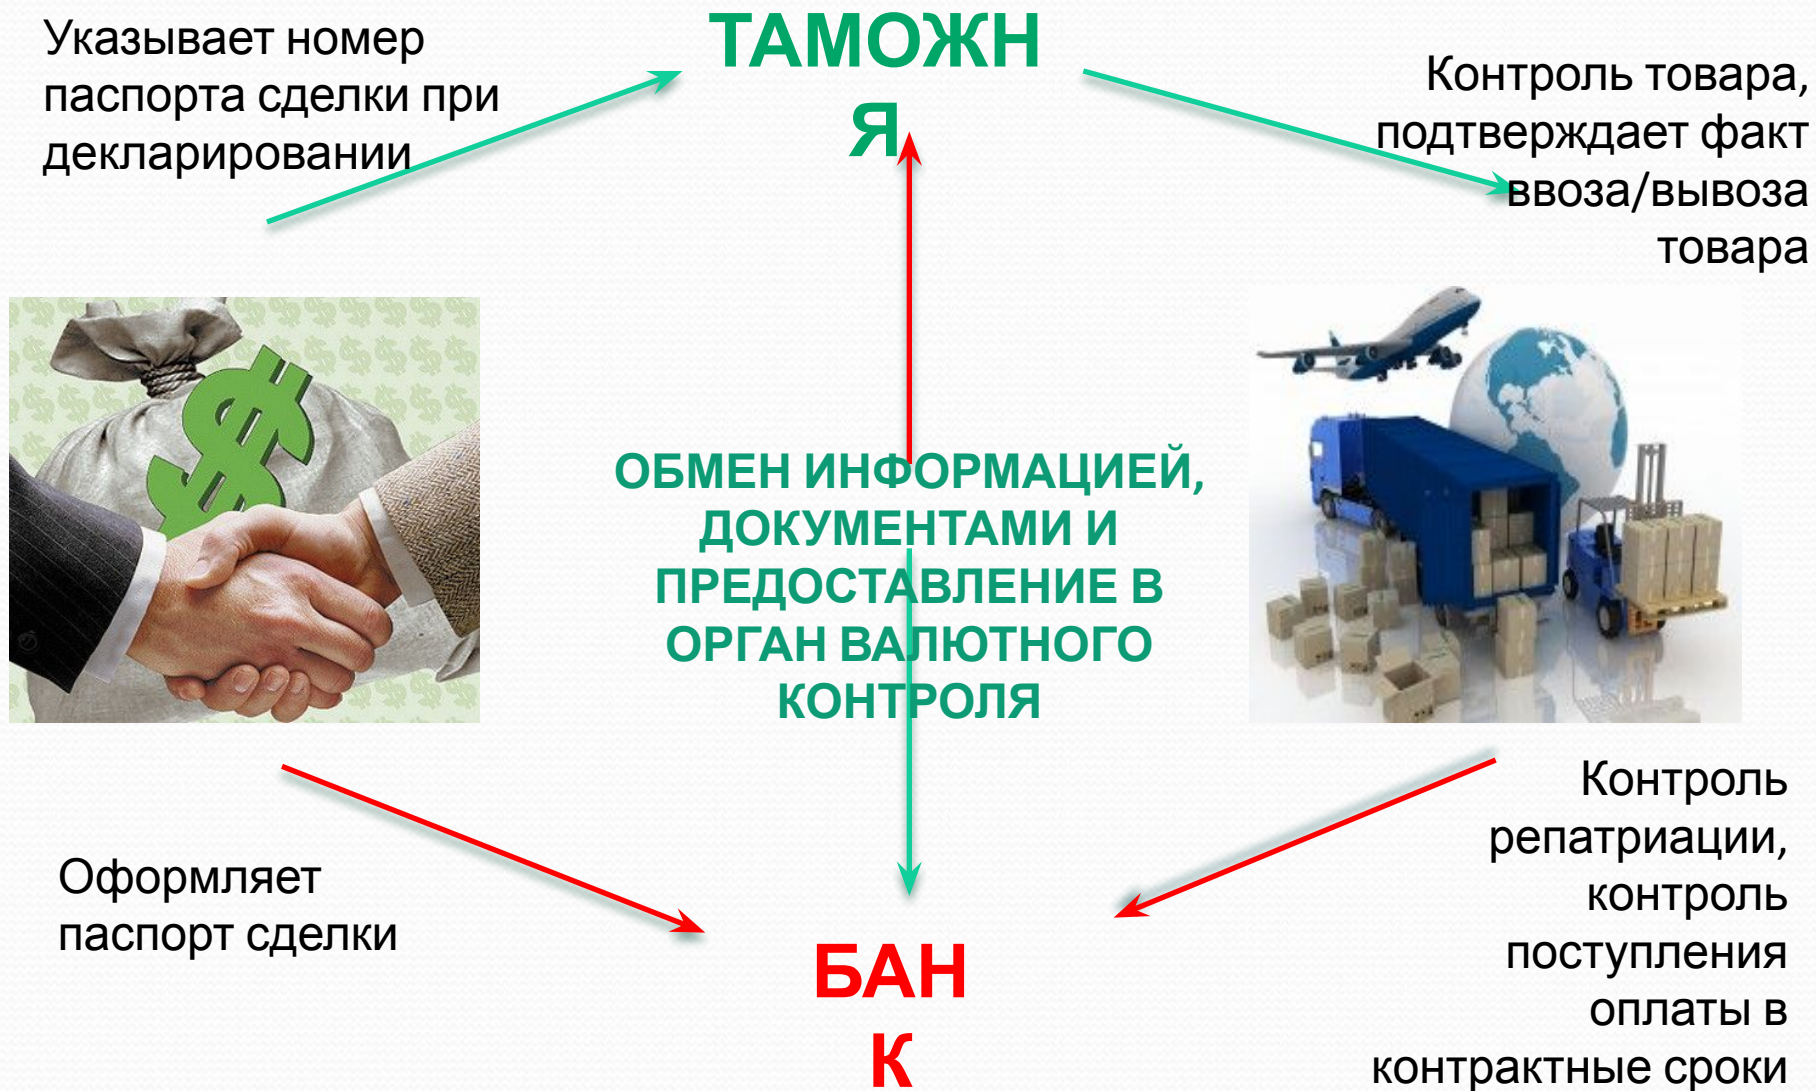 Указывает номер
паспорта сделки при
декларировании
ТАМОЖН
Я
Контроль товара,
подтверждает факт
ввоза/вывоза
товара
ОБМЕН ИНФОРМАЦИЕЙ,
ДОКУМЕНТАМИ И
ПРЕДОСТАВЛЕНИЕ В
ОРГАН ВАЛЮТНОГО
КОНТРОЛЯ
Оформляет
паспорт сделки
БАН
К
Контроль
репатриации,
контроль
поступления
оплаты в
контрактные сроки